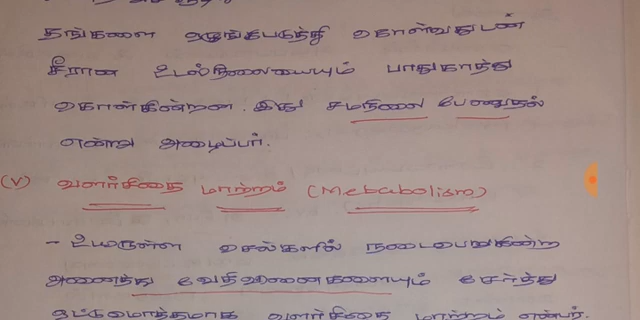 தங்களை ஒழுங்கபடுத்தி கொள்வதுடன்
சீரான உடல்நிலையையும் பாதுகாத்து
கொள்கின்றன. இது சமநிலை பேணுதல்
என்று அழைப்பர்.
(V) வளர்சிதை மாற்றம் (Metabolism)
- உயிருள்ள செல்களில் நடைபெறுகின்ற
அனைத்து வேதிவினைகளையும் சேர்த்து
ஒட்டுமொத்தமாக வளர்சிதை மாற்றம் என்பர்.